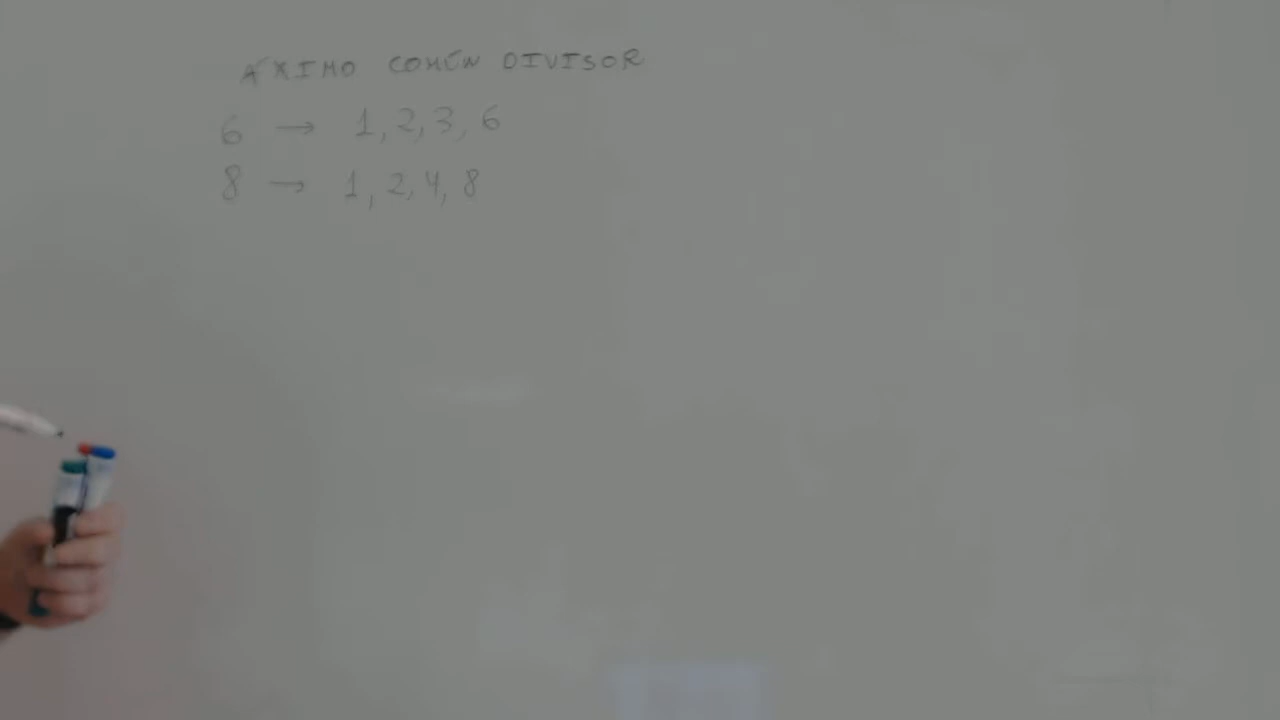 ÁXIMO COMÚN DIVISOR
6 → 1, 2, 3, 6
8 → 1, 2, 4, 8